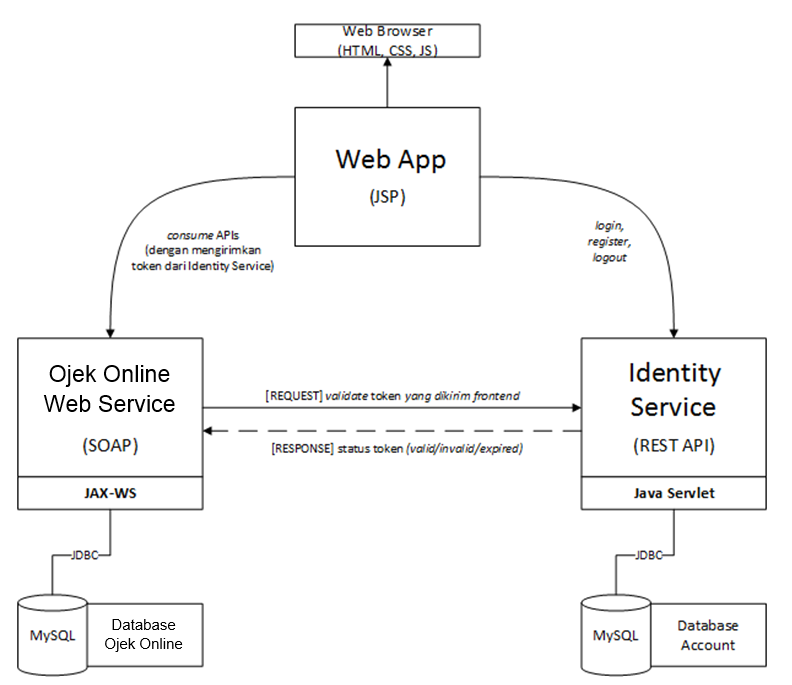 Web Browser
(HTML, CSS, JS)
Web App
(JSP)
consume APIs
(dengan mengirimkan
token dari Identity Service)
login,
register,
logout
Ojek Online
Web Service
(SOAP)
JAX-WS
[REQUEST] validate token yang dikirim frontend
[RESPONSE] status token (valid/invalid/expired)
Identity
Service
(REST API)
Java Servlet
JDBC
JDBC
MySQL
Database
Ojek Online
MySQL
Database
Account